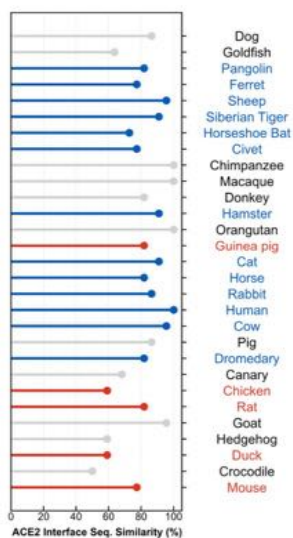 Dog
Goldfish
Pangolin
Ferret
Sheep
Siberian Tiger
Horseshoe Bat
Civet
Chimpanzee
Macaque
Donkey
Hamster
Orangutan
Guinea pig
Cat
Horse
Rabbit
Human
Cow
Pig
Dromedary
Canary
Chicken
Rat
Goat
Hedgehog
Duck
Crocodile
Mouse
0 20 40 60 80 100
ACE2 Interface Seq. Similarity (%)